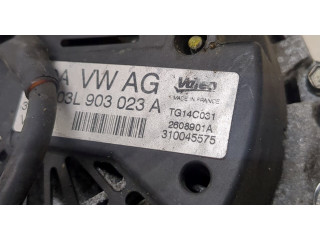 VW AG
03L 903 023 A
Valeo
MADE IN FRANCE
TG14C031
2608901A
310045575